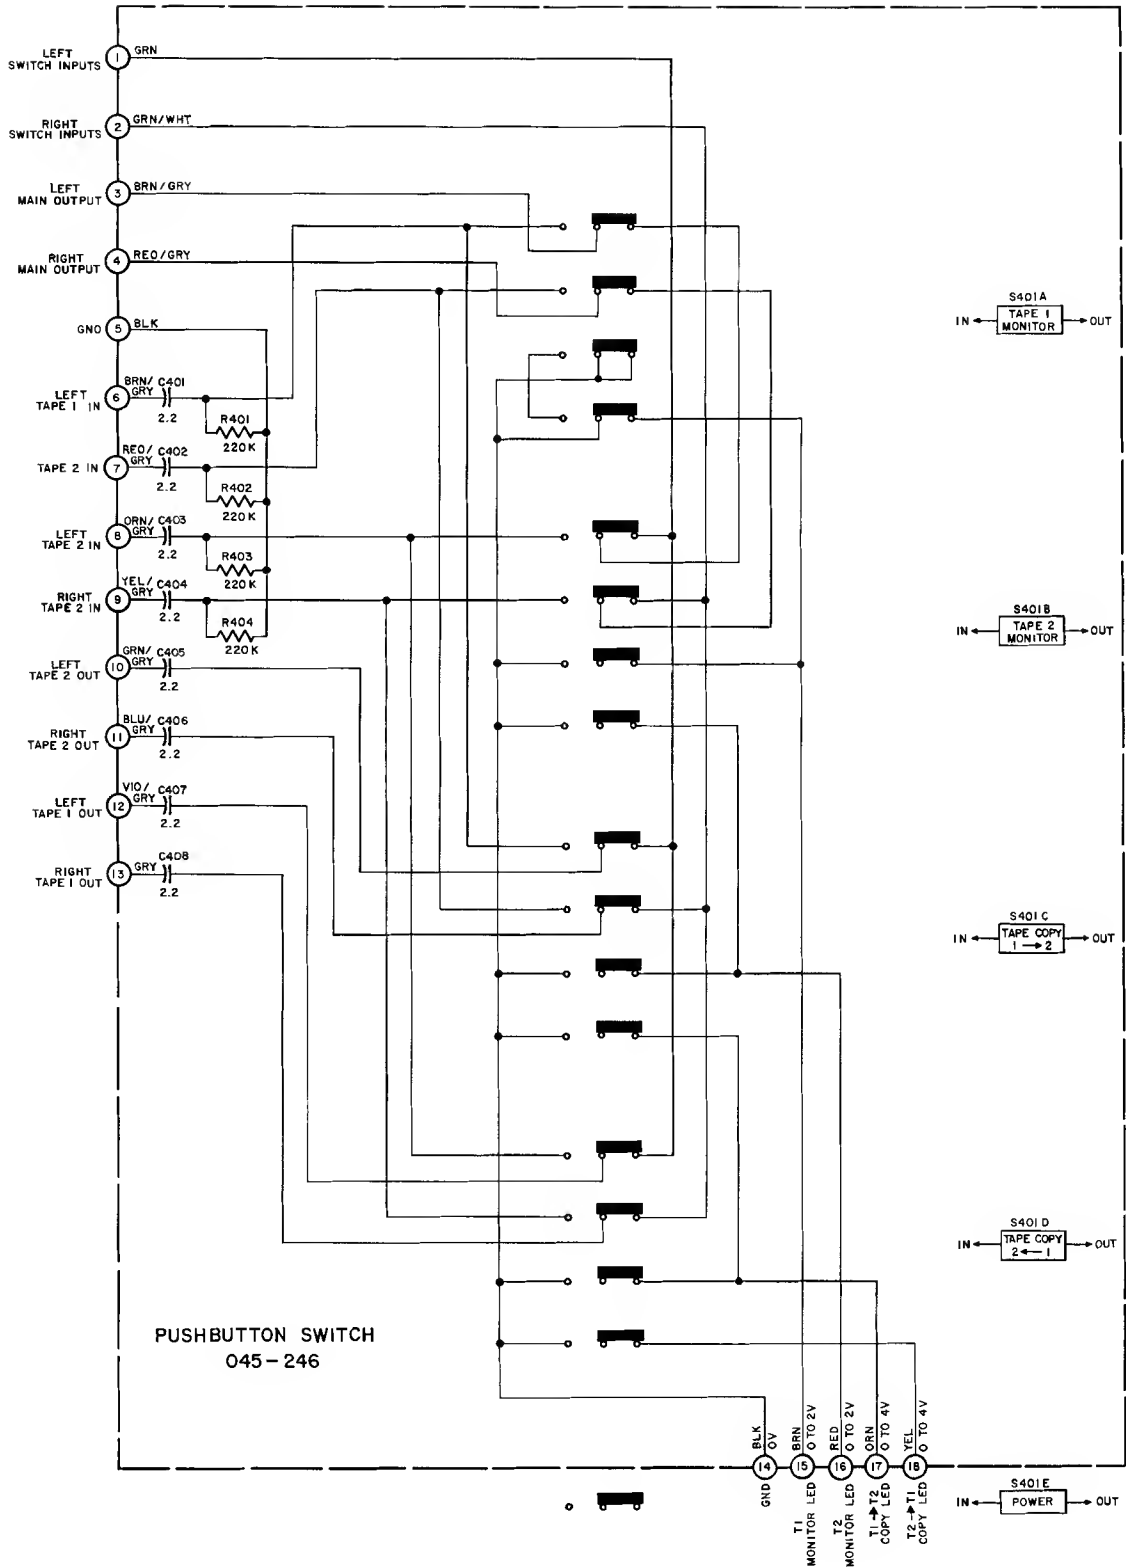 LEFT
SWITCH INPUTS
1
GRN
RIGHT
SWITCH INPUTS
2
GRN/WHT
LEFT
MAIN OUTPUT
3
BRN/GRY
RIGHT
MAIN OUTPUT
4
REO/GRY
GNO
5
BLK
LEFT
TAPE 1 IN
6
BRN/
GRY
C401
2.2
R401
220K
TAPE 2 IN
7
REO/
GRY
C402
2.2
R402
220K
LEFT
TAPE 2 IN
8
ORN/
GRY
C403
2.2
R403
220K
RIGHT
TAPE 2 IN
9
YEL/
GRY
C404
2.2
R404
220K
LEFT
TAPE 2 OUT
10
GRN/
GRY
C405
2.2
RIGHT
TAPE 2 OUT
11
BLU/
GRY
C406
2.2
LEFT
TAPE 1 OUT
12
VIO/
GRY
C407
2.2
RIGHT
TAPE 1 OUT
13
GRY
C408
2.2
S401A
IN ← TAPE 1 → OUT
MONITOR
S401B
IN ← TAPE 2 → OUT
MONITOR
S401C
IN ← TAPE COPY → OUT
1 → 2
S401D
IN ← TAPE COPY → OUT
2 ← 1
PUSHBUTTON SWITCH
045-246
BLK
0V
14
GND
BRN
0 TO 2V
15
T1
MONITOR LED
RED
0 TO 2V
16
T2
MONITOR LED
ORN
0 TO 4V
17
T1→T2
COPY LED
YEL
0 TO 4V
18
T2→T1
COPY LED
S401E
IN ← POWER → OUT